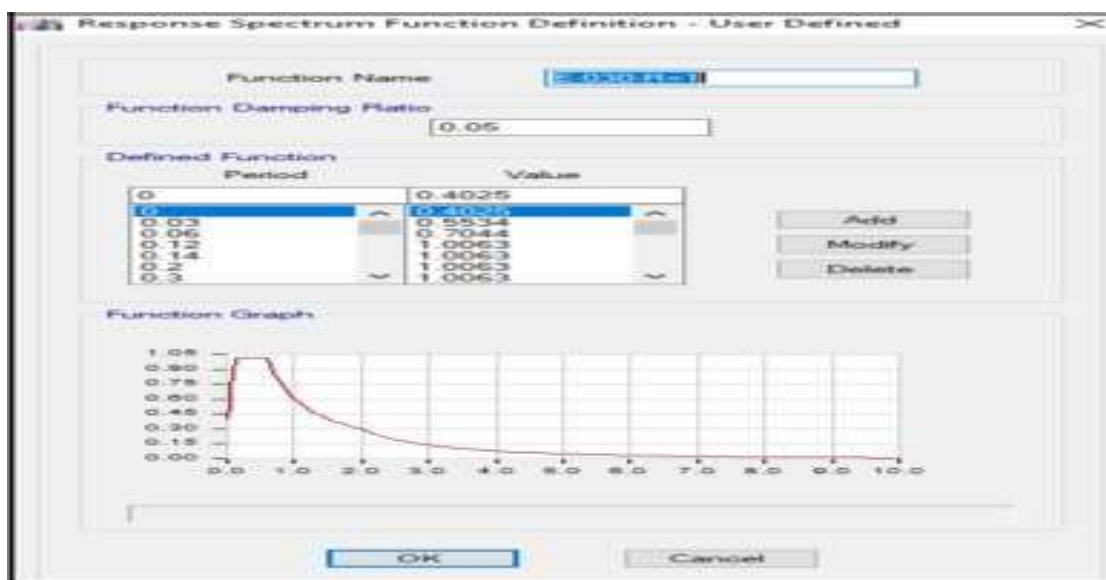 Response Spectrum Function Definition - User Defined
Function Name E-030-R=1
Function Damping Ratio
0.05
Defined Function
Period Value
0 0.4025
0 0.4025
0.03 0.5534
0.06 0.7044
0.12 1.0063
0.14 1.0063
0.2 1.0063
0.3 1.0063
Add
Modify
Delete
Function Graph
1.05
0.90
0.75
0.60
0.45
0.30
0.15
0.00
0.0 1.0 2.0 3.0 4.0 5.0 6.0 7.0 8.0 9.0 10.0
OK Cancel